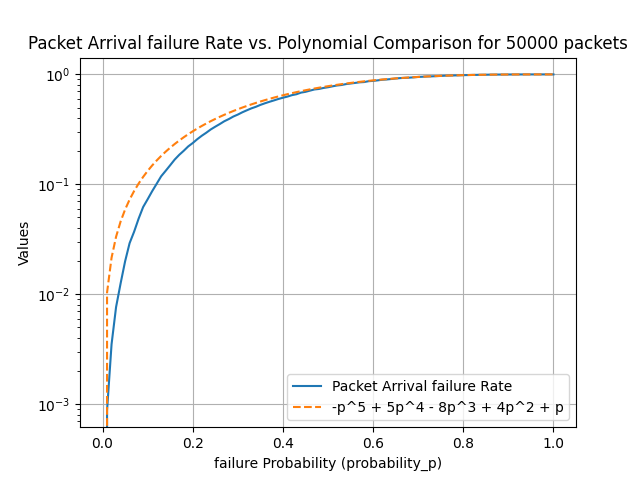 Packet Arrival failure Rate vs. Polynomial Comparison for 50000 packets
10^0
10^-1
10^-2
10^-3
Values
Packet Arrival failure Rate
-p^5 + 5p^4 - 8p^3 + 4p^2 + p
0.0 0.2 0.4 0.6 0.8 1.0
failure Probability (probability_p)